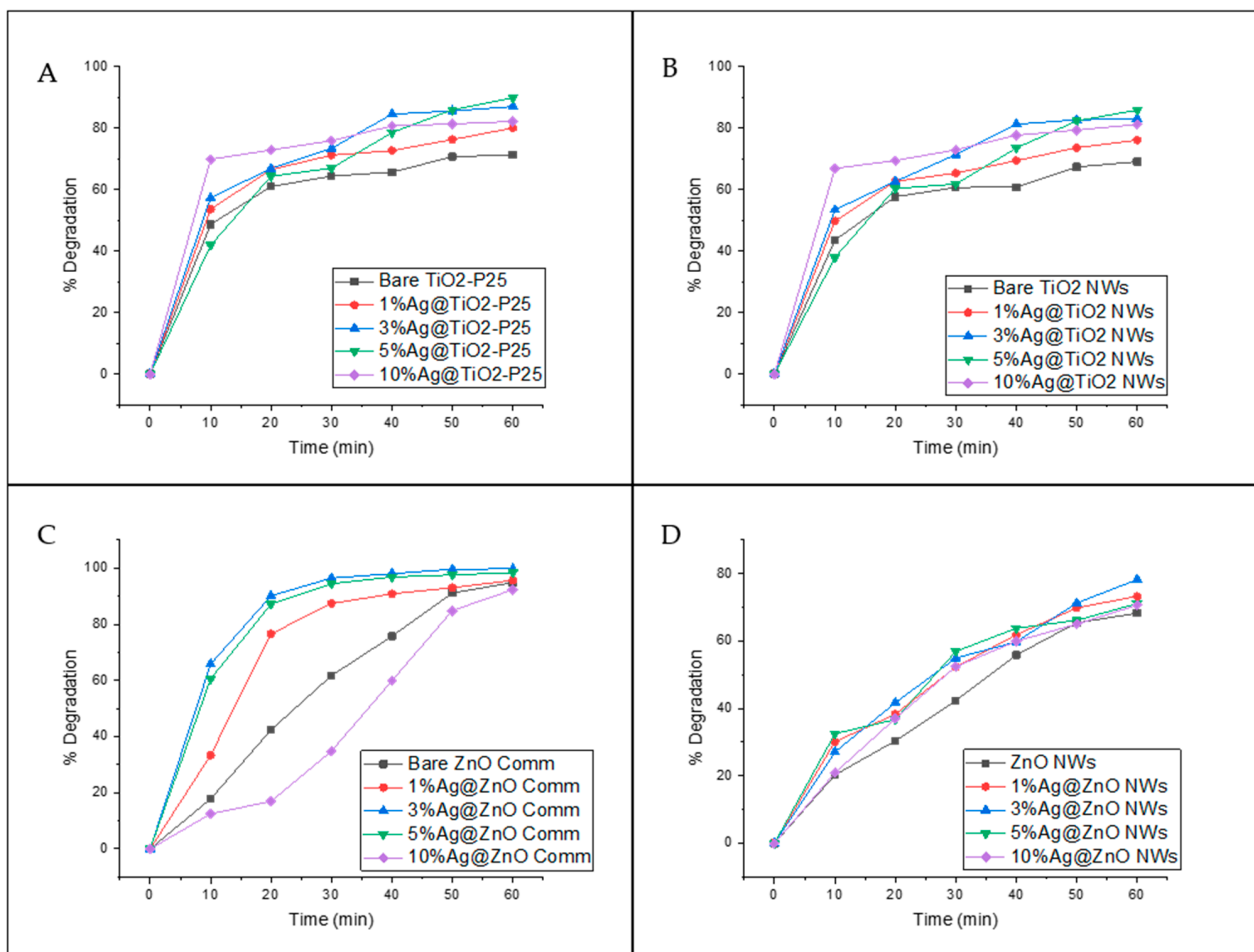 A
% Degradation
100
80
60
40
20
0
Bare TiO2-P25
1%Ag@TiO2-P25
3%Ag@TiO2-P25
5%Ag@TiO2-P25
10%Ag@TiO2-P25
0 10 20 30 40 50 60
Time (min)
B
% Degradation
100
80
60
40
20
0
Bare TiO2 NWs
1%Ag@TiO2 NWs
3%Ag@TiO2 NWs
5%Ag@TiO2 NWs
10%Ag@TiO2 NWs
0 10 20 30 40 50 60
Time (min)
C
% Degradation
100
80
60
40
20
0
Bare ZnO Comm
1%Ag@ZnO Comm
3%Ag@ZnO Comm
5%Ag@ZnO Comm
10%Ag@ZnO Comm
0 10 20 30 40 50 60
Time (min)
D
% Degradation
80
60
40
20
0
ZnO NWs
1%Ag@ZnO NWs
3%Ag@ZnO NWs
5%Ag@ZnO NWs
10%Ag@ZnO NWs
0 10 20 30 40 50 60
Time (min)